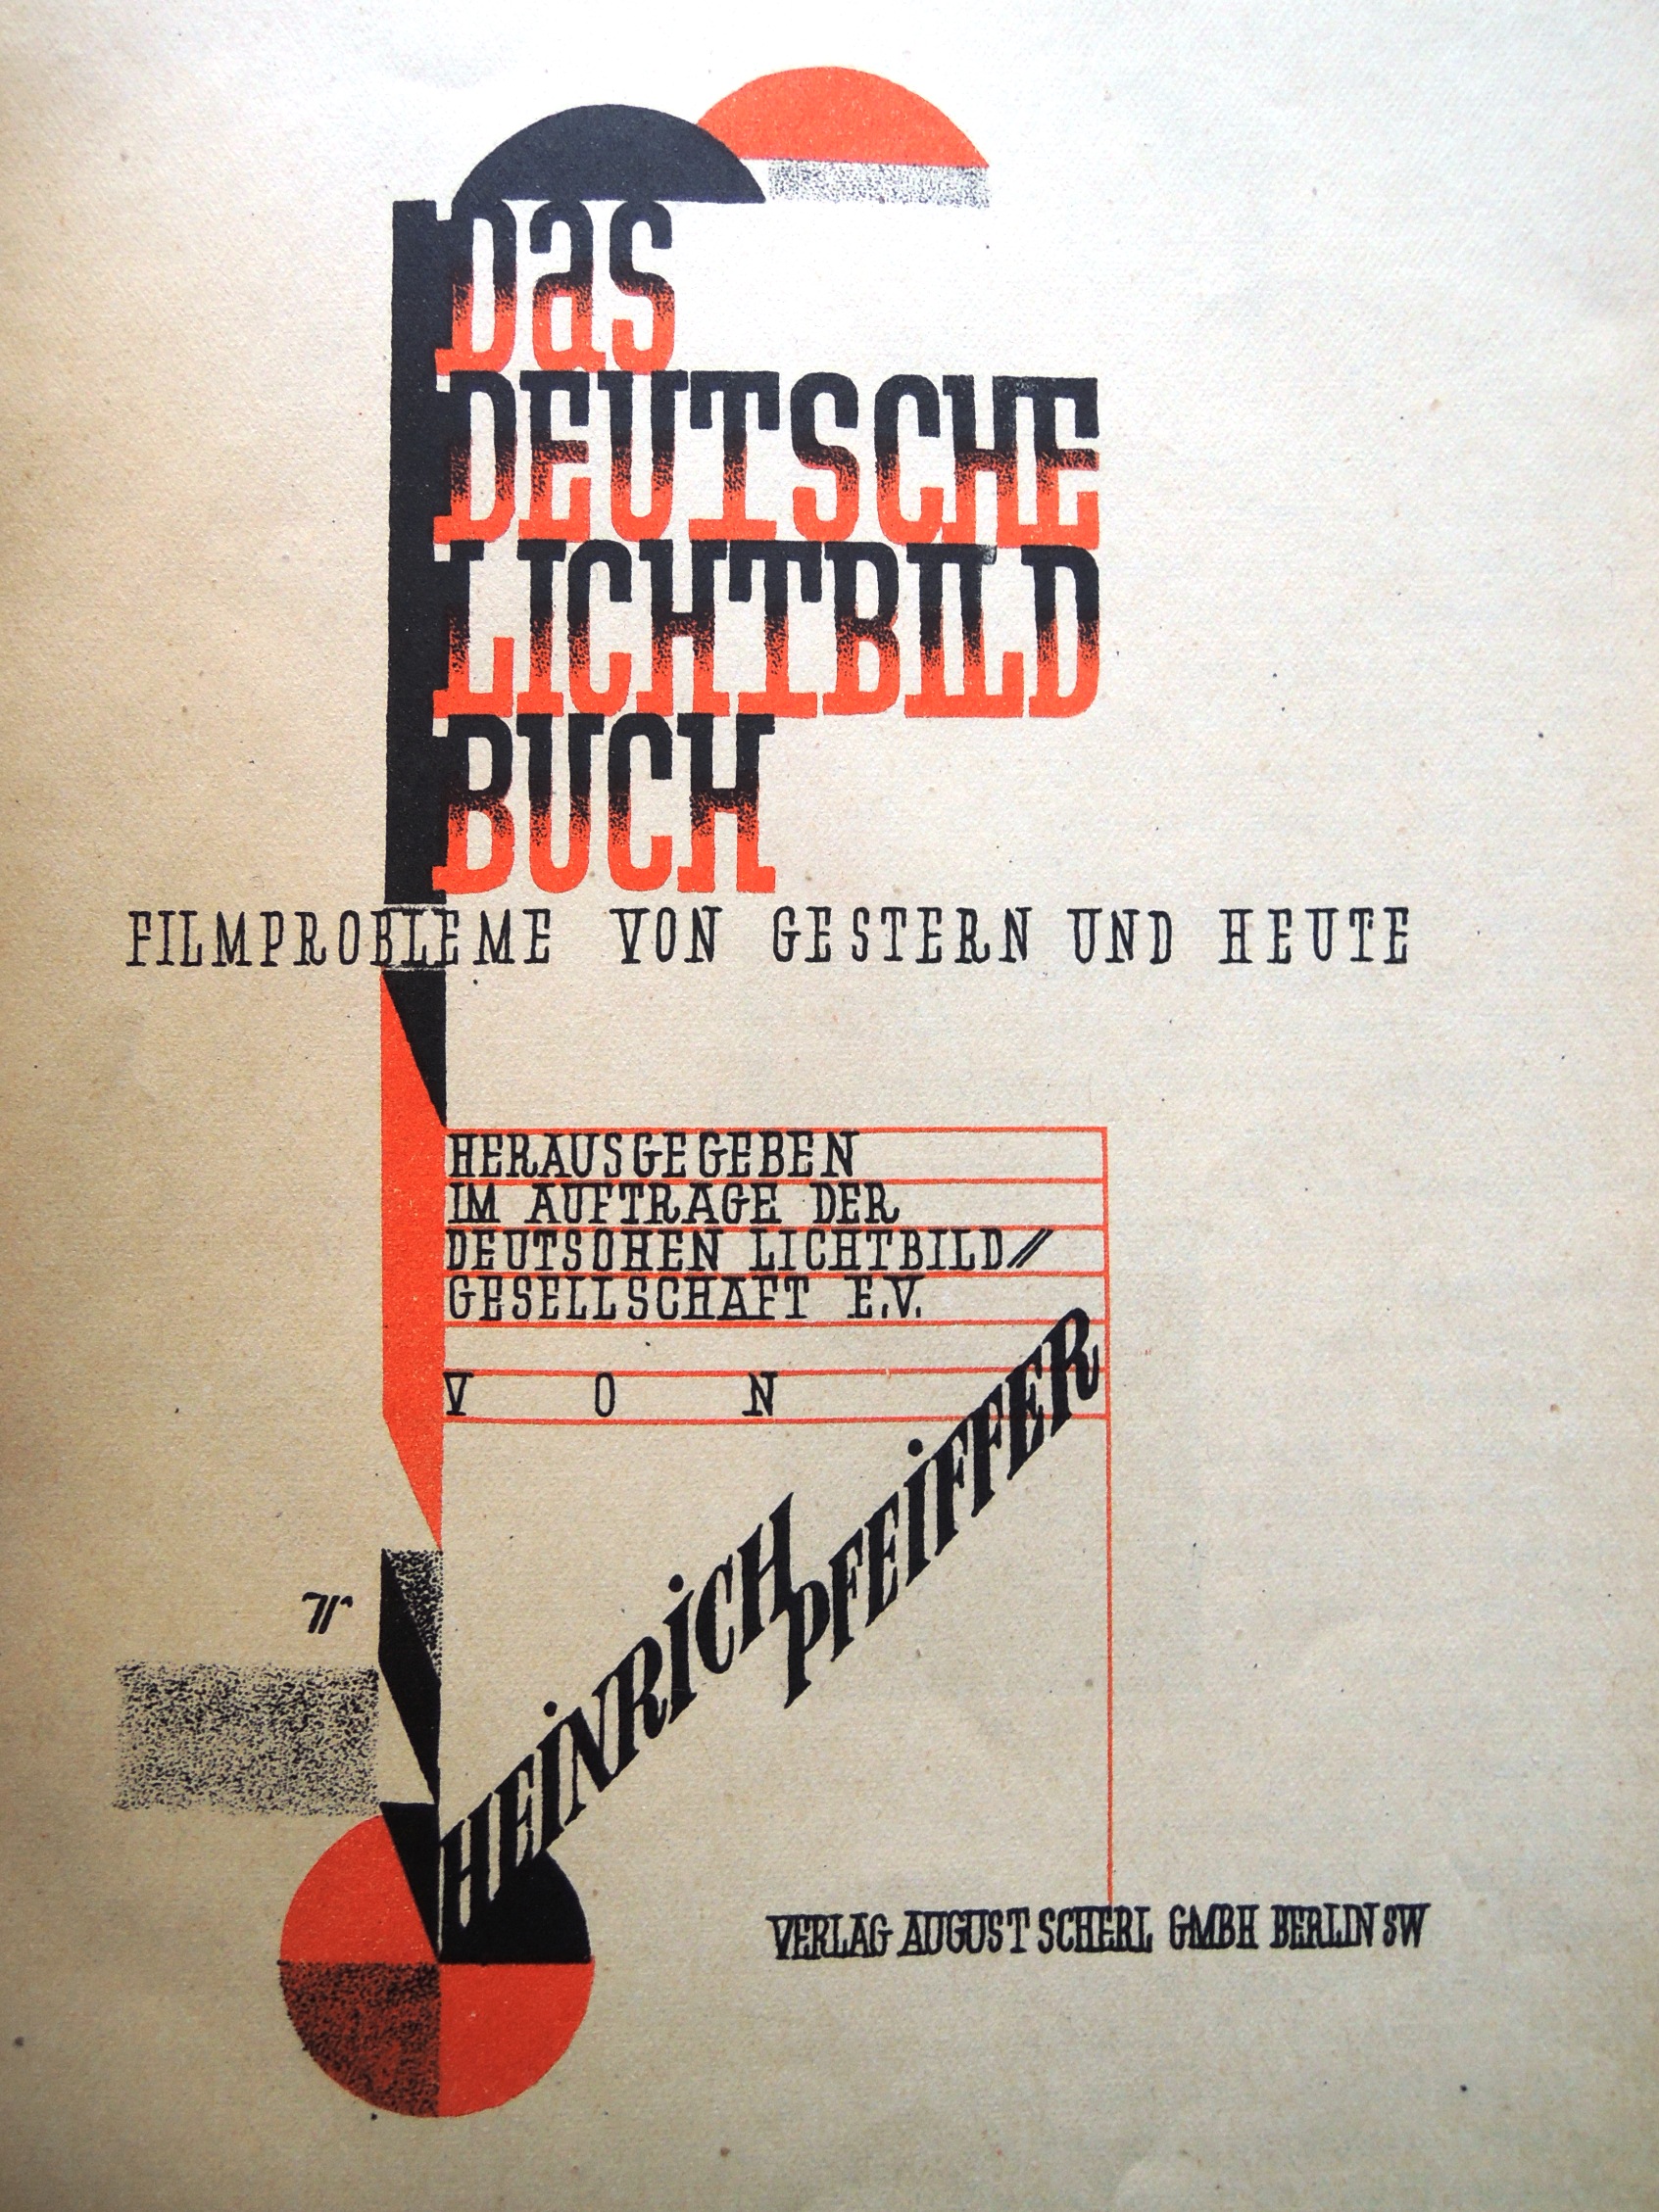 Das
DEUTSCHE
LICHTBILD
BUCH
FILMPROBLEME VON GESTERN UND HEUTE
HERAUSGEGEBEN
IM AUFTRAGE DER
DEUTSCHEN LICHTBILD//
GESELLSCHAFT E.V.
VON
HEiNRiCH PFEiFFER
VERLAG AUGUST SCHERL GMBH BERLIN SW